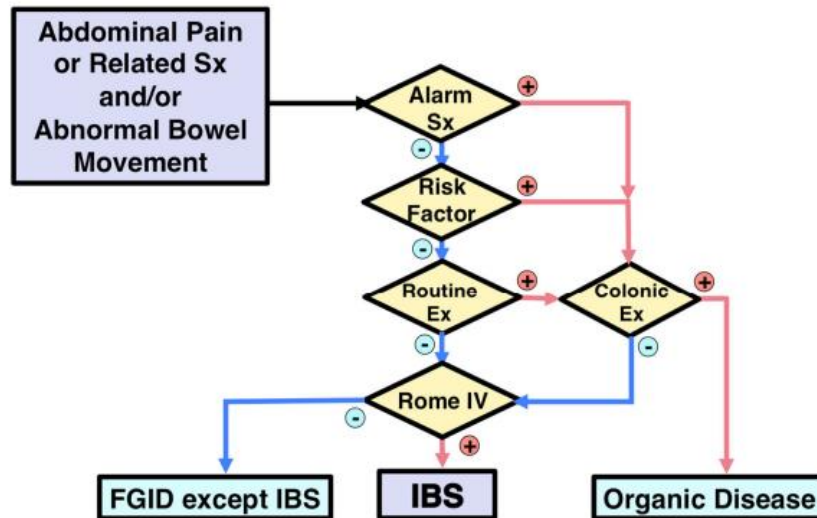 Abdominal Pain
or Related Sx
and/or
Abnormal Bowel
Movement
Alarm
Sx
+
-
Risk
Factor
+
-
Routine
Ex
+
-
Colonic
Ex
+
-
Rome IV
-
+
FGID except IBS
IBS
Organic Disease